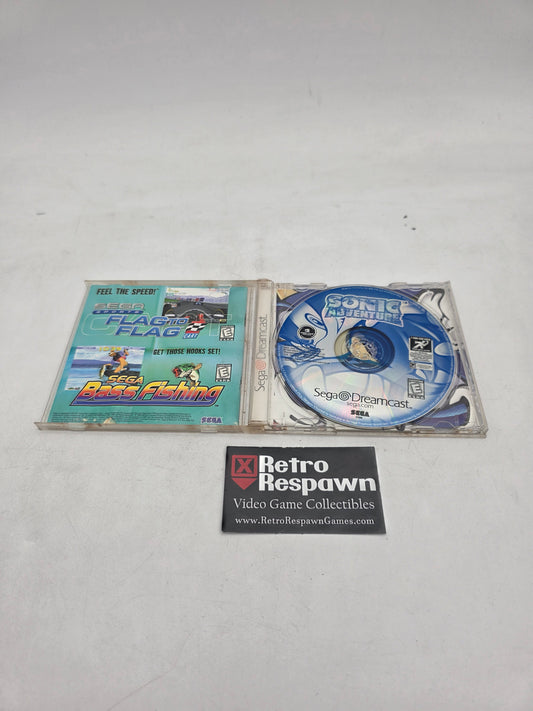 FEEL THE SPEED!
SEGA
SPORTS
FLAG TO
FLAG
GET THOSE HOOKS SET!
SEGA
Bass Fishing
SEGA
Sega Dreamcast
SONIC
ADVENTURE
Sega Dreamcast
sega.com
SEGA
Retro
Respawn
Video Game Collectibles
www.RetroRespawnGames.com